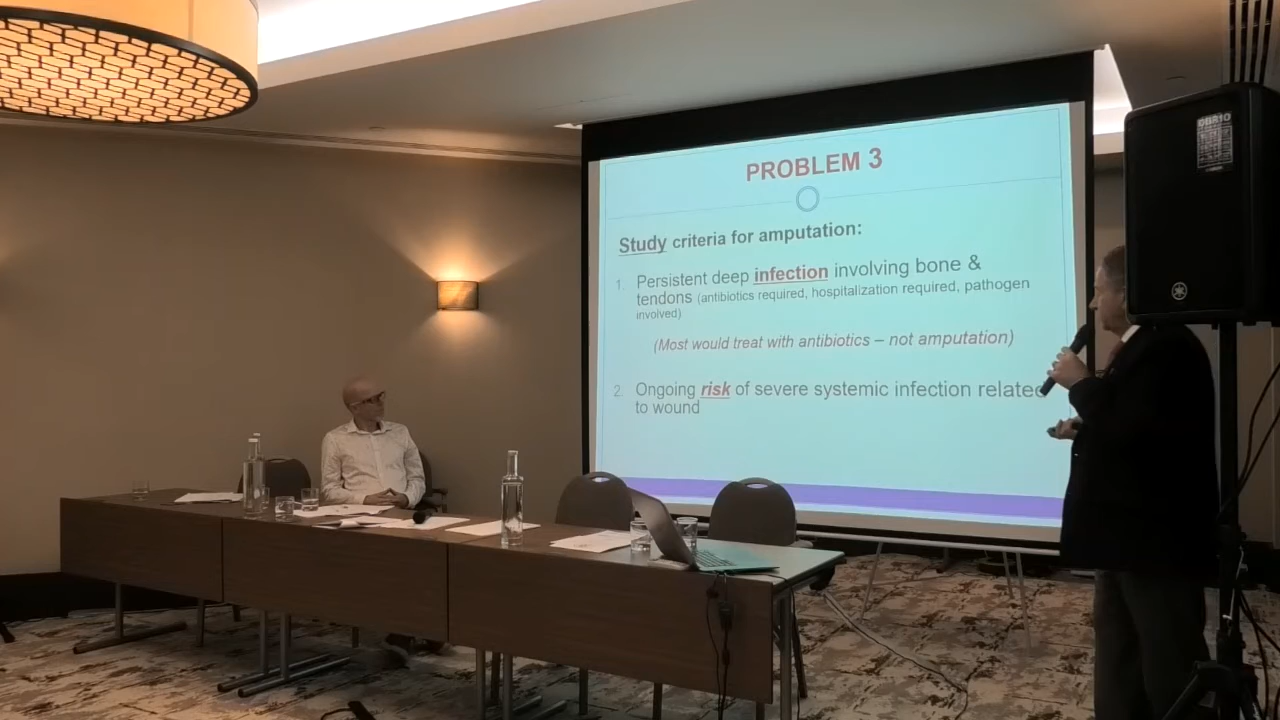 PROBLEM 3
Study criteria for amputation:
1. Persistent deep infection involving bone &
tendons (antibiotics required, hospitalization required, pathogen
involved)
(Most would treat with antibiotics – not amputation)
2. Ongoing risk of severe systemic infection related
to wound
DBR10